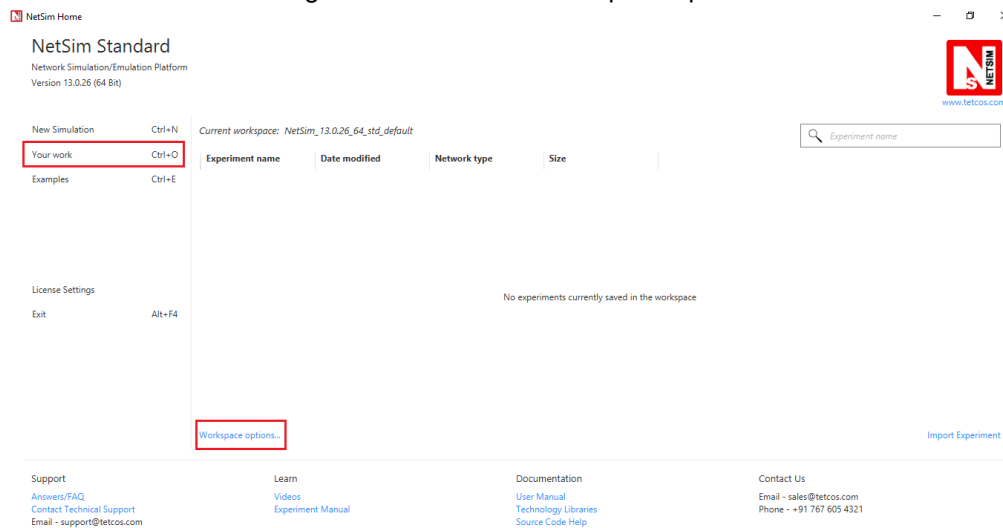 NetSim Home
NetSim Standard
Network Simulation/Emulation Platform
Version 13.0.26 (64 Bit)
NETSIM
www.tetcos.com
New Simulation Ctrl+N
Your work Ctrl+O
Examples Ctrl+E
License Settings
Exit Alt+F4
Current workspace: NetSim_13.0.26_64_std_default
Experiment name
Experiment name Date modified Network type Size
No experiments currently saved in the workspace
Workspace options...
Import Experiment
Support
Answers/FAQ
Contact Technical Support
Email - support@tetcos.com
Learn
Videos
Experiment Manual
Documentation
User Manual
Technology Libraries
Source Code Help
Contact Us
Email - sales@tetcos.com
Phone - +91 767 605 4321